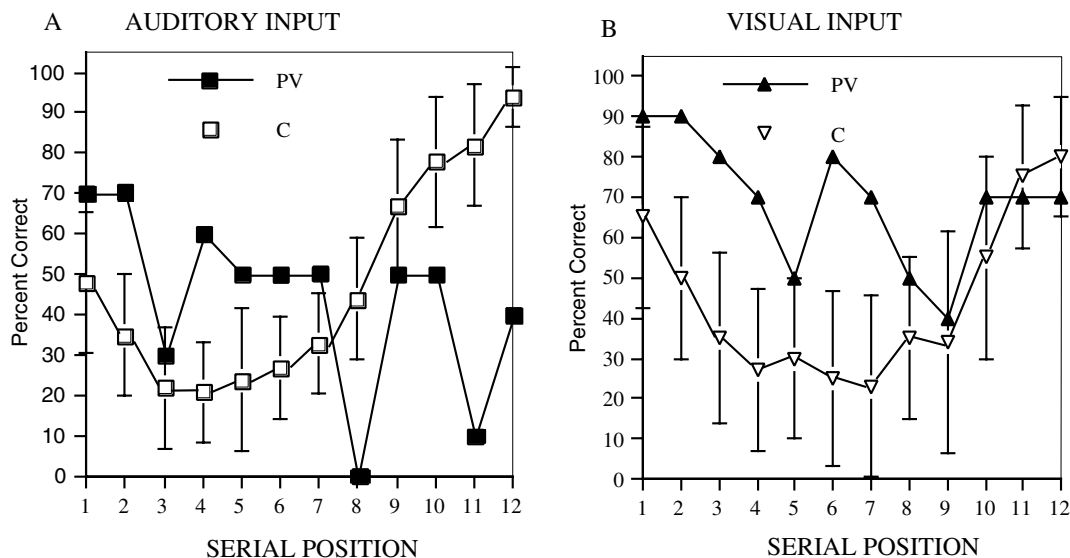 A AUDITORY INPUT
PV
C
Percent Correct
100
90
80
70
60
50
40
30
20
10
0
1 2 3 4 5 6 7 8 9 10 11 12
SERIAL POSITION
B VISUAL INPUT
PV
C
Percent Correct
100
90
80
70
60
50
40
30
20
10
0
1 2 3 4 5 6 7 8 9 10 11 12
SERIAL POSITION